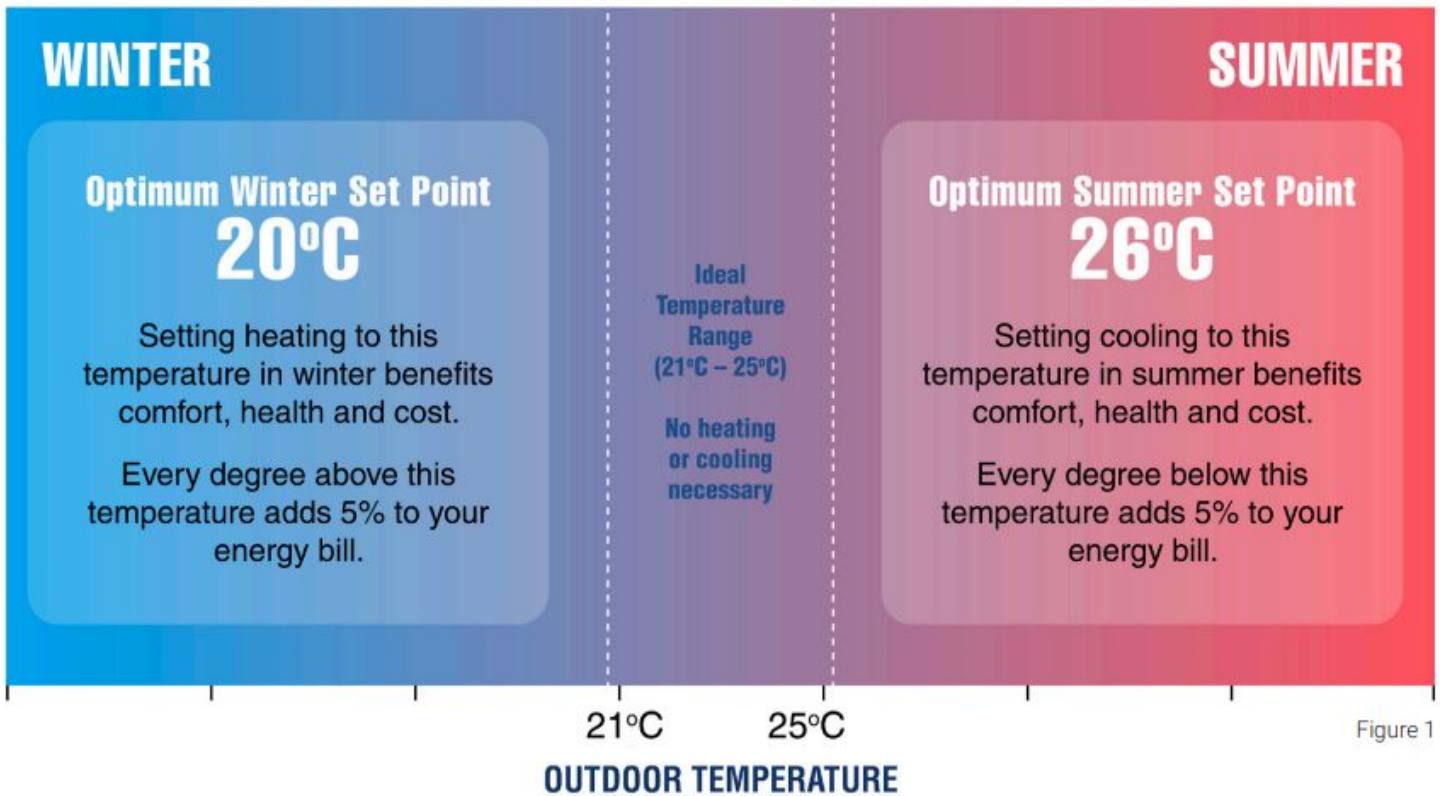 WINTER
SUMMER
Optimum Winter Set Point
20ºC
Setting heating to this
temperature in winter benefits
comfort, health and cost.
Every degree above this
temperature adds 5% to your
energy bill.
Ideal
Temperature
Range
(21ºC – 25ºC)
No heating
or cooling
necessary
Optimum Summer Set Point
26ºC
Setting cooling to this
temperature in summer benefits
comfort, health and cost.
Every degree below this
temperature adds 5% to your
energy bill.
21ºC
25ºC
Figure 1
OUTDOOR TEMPERATURE